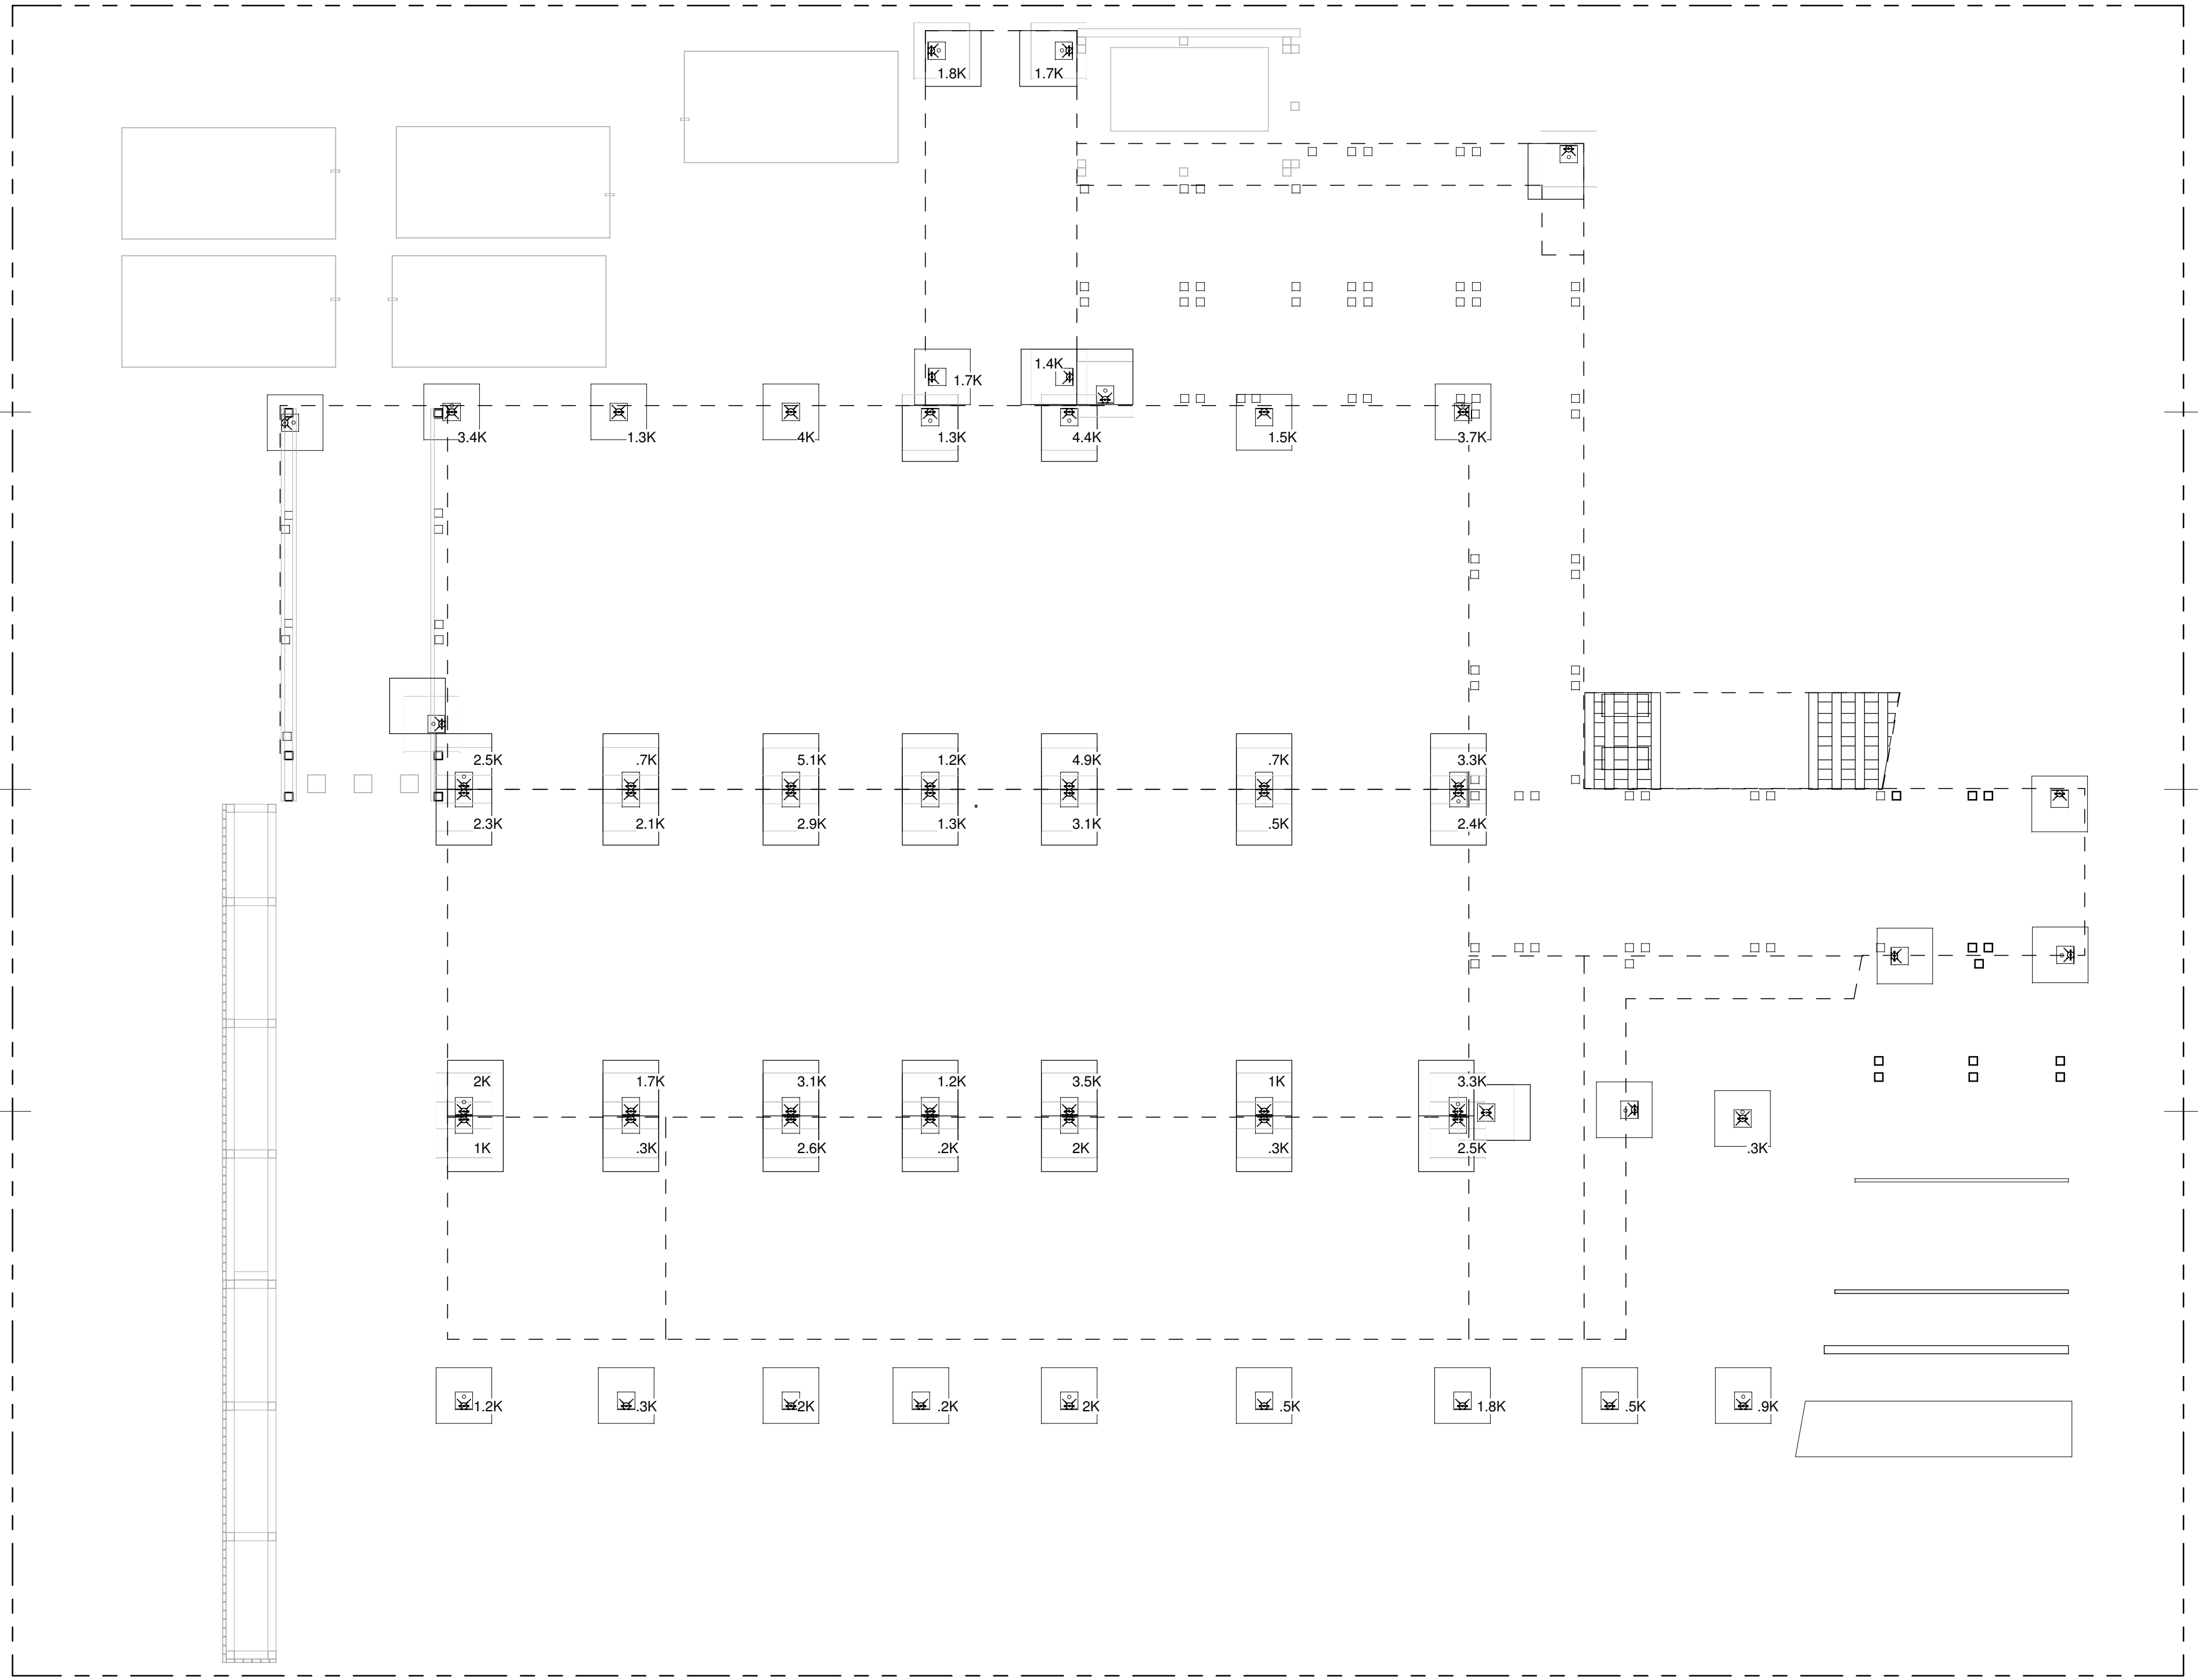 1.8K 1.7K
1.4K
1.7K
3.4K 1.3K 4K 1.3K 4.4K 1.5K 3.7K
2.5K .7K 5.1K 1.2K 4.9K .7K 3.3K
2.3K 2.1K 2.9K 1.3K 3.1K .5K 2.4K
2K 1.7K 3.1K 1.2K 3.5K 1K 3.3K
1K .3K 2.6K .2K 2K .3K 2.5K .3K
1.2K .3K 2K .2K 2K .5K 1.8K .5K .9K